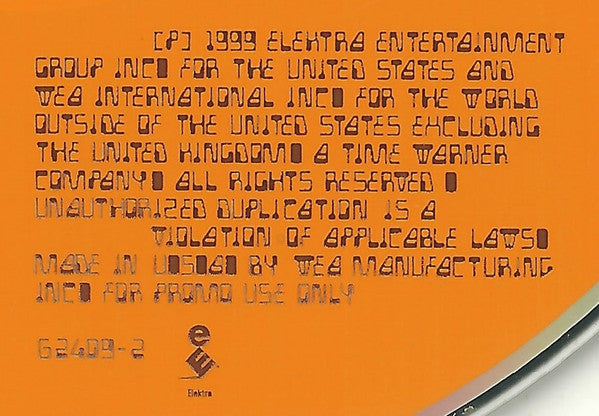 [P] 1999 ELEKTRA ENTERTAINMENT
GROUP INC. FOR THE UNITED STATES AND
WEA INTERNATIONAL INC. FOR THE WORLD
OUTSIDE OF THE UNITED STATES EXCLUDING
THE UNITED KINGDOM. A TIME WARNER
COMPANY. ALL RIGHTS RESERVED .
UNAUTHORIZED DUPLICATION IS A
VIOLATION OF APPLICABLE LAWS.
MADE IN U.S.A. BY WEA MANUFACTURING
INC. FOR PROMO USE ONLY
62409-2
Elektra